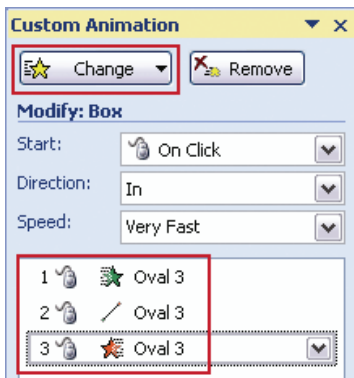 Custom Animation
Change Remove
Modify: Box
Start: On Click
Direction: In
Speed: Very Fast
1 Oval 3
2 Oval 3
3 Oval 3